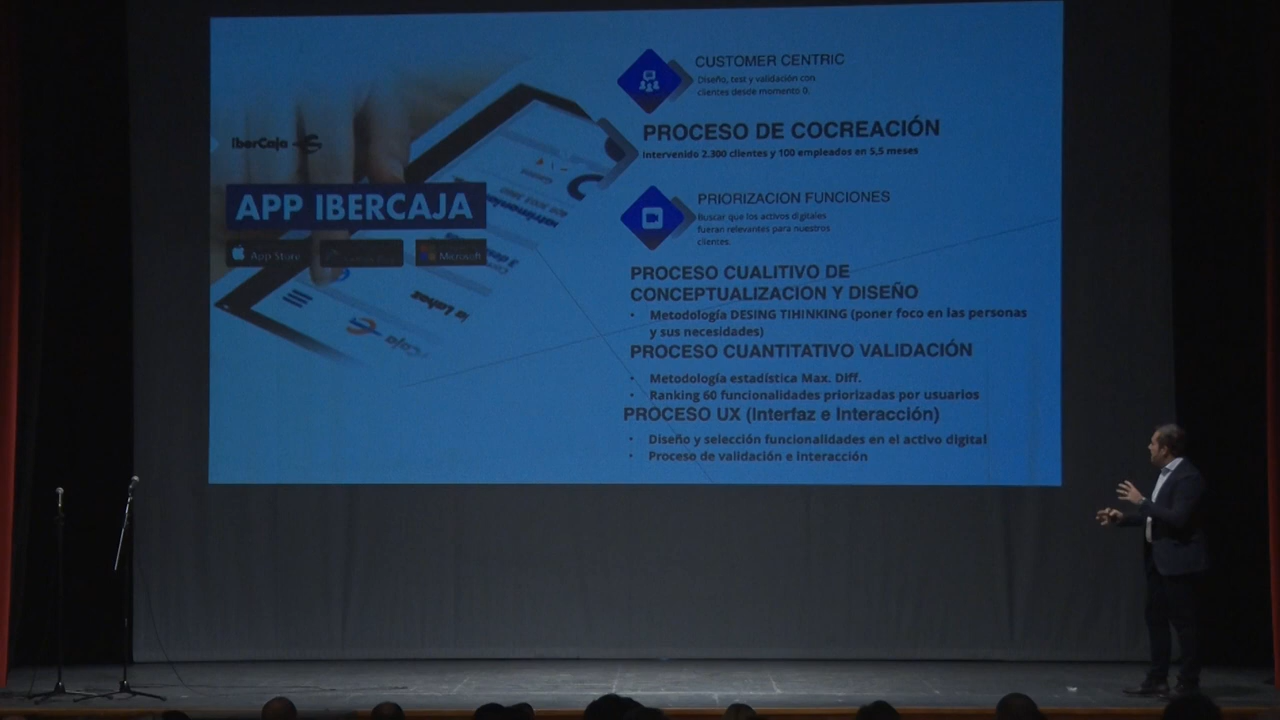 iberCaja
APP IBERCAJA
App Store
Microsoft
CUSTOMER CENTRIC
Diseño, test y validación con
clientes desde momento 0.
PROCESO DE COCREACIÓN
Intervenido 2.300 clientes y 100 empleados en 5,5 meses
PRIORIZACION FUNCIONES
Buscar que los activos digitales
fueran relevantes para nuestros
clientes.
PROCESO CUALITIVO DE
CONCEPTUALIZACION Y DISEÑO
• Metodología DESING TIHINKING (poner foco en las personas
y sus necesidades)
PROCESO CUANTITATIVO VALIDACIÓN
• Metodología estadística Max. Diff.
• Ranking 60 funcionalidades priorizadas por usuarios
PROCESO UX (Interfaz e Interacción)
• Diseño y selección funcionalidades en el activo digital
• Proceso de validación e interacción